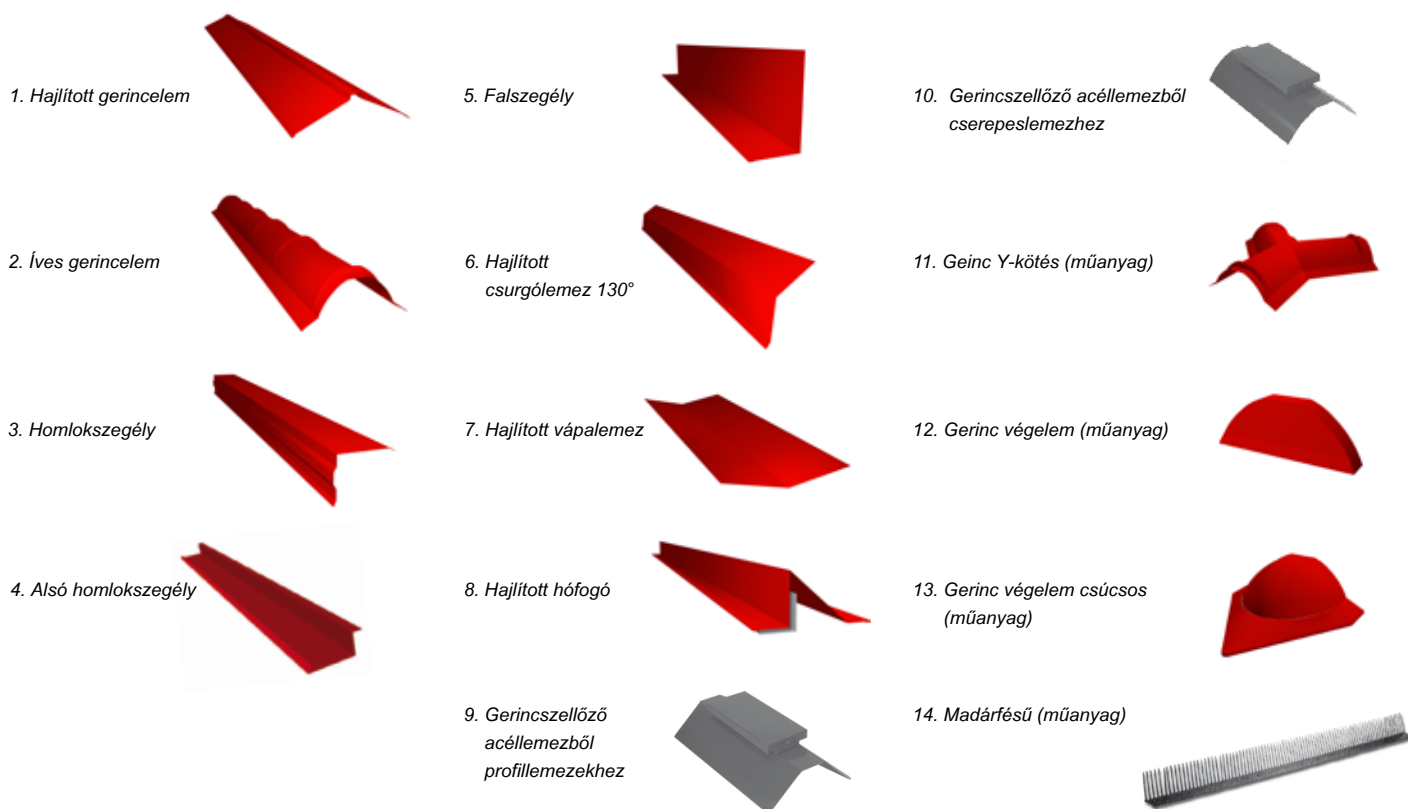 1. Hajlított gerincelem
2. Íves gerincelem
3. Homlokszegély
4. Alsó homlokszegély
5. Falszegély
6. Hajlított
csurgólemez 130°
7. Hajlított vápalemez
8. Hajlított hófogó
9. Gerincszellőző
acéllemezből
profillemezekhez
10. Gerincszellőző acéllemezből
cserepeslemezhez
11. Geinc Y-kötés (műanyag)
12. Gerinc végelem (műanyag)
13. Gerinc végelem csúcsos
(műanyag)
14. Madárfésű (műanyag)